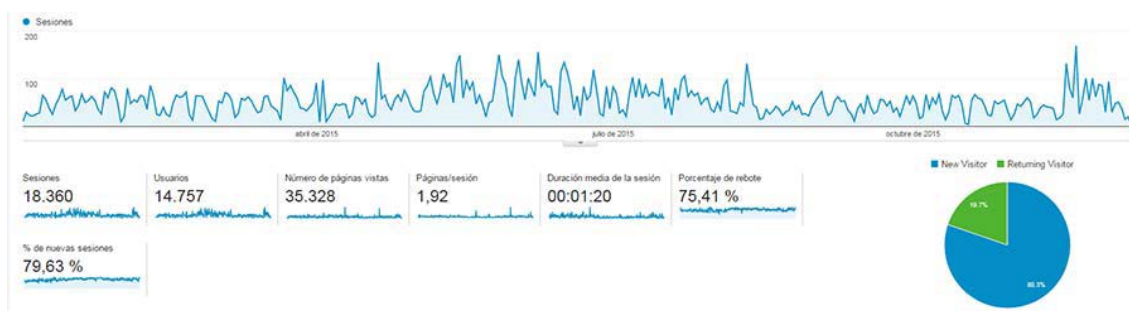 Sesiones
200
100
abril de 2015
julio de 2015
octubre de 2015
New Visitor
Returning Visitor
Sesiones
18.360
Usuarios
14.757
Número de páginas vistas
35.328
Páginas/sesión
1,92
Duración media de la sesión
00:01:20
Porcentaje de rebote
75,41 %
% de nuevas sesiones
79,63 %
19.7%
80.3%